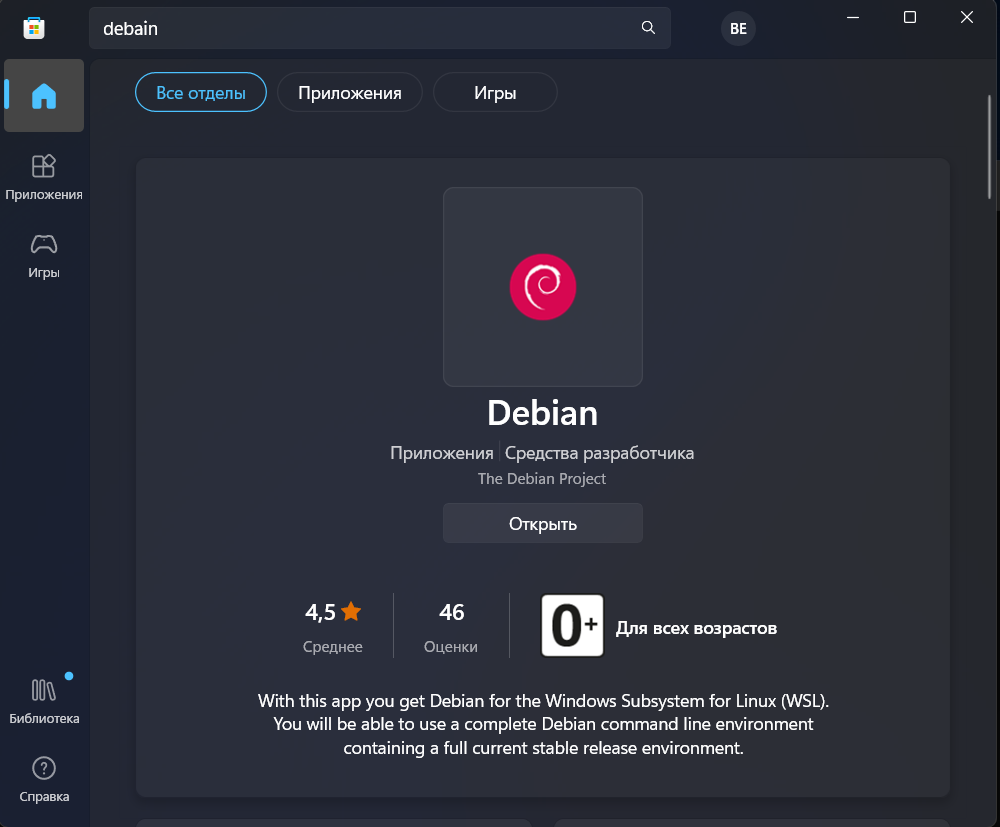 debain
BE
Все отделы
Приложения
Игры
Приложения
Игры
Debian
Приложения
Средства разработчика
The Debian Project
Открыть
4,5
46
0+
Для всех возрастов
Среднее
Оценки
With this app you get Debian for the Windows Subsystem for Linux (WSL).
You will be able to use a complete Debian command line environment
containing a full current stable release environment.
Библиотека
Справка